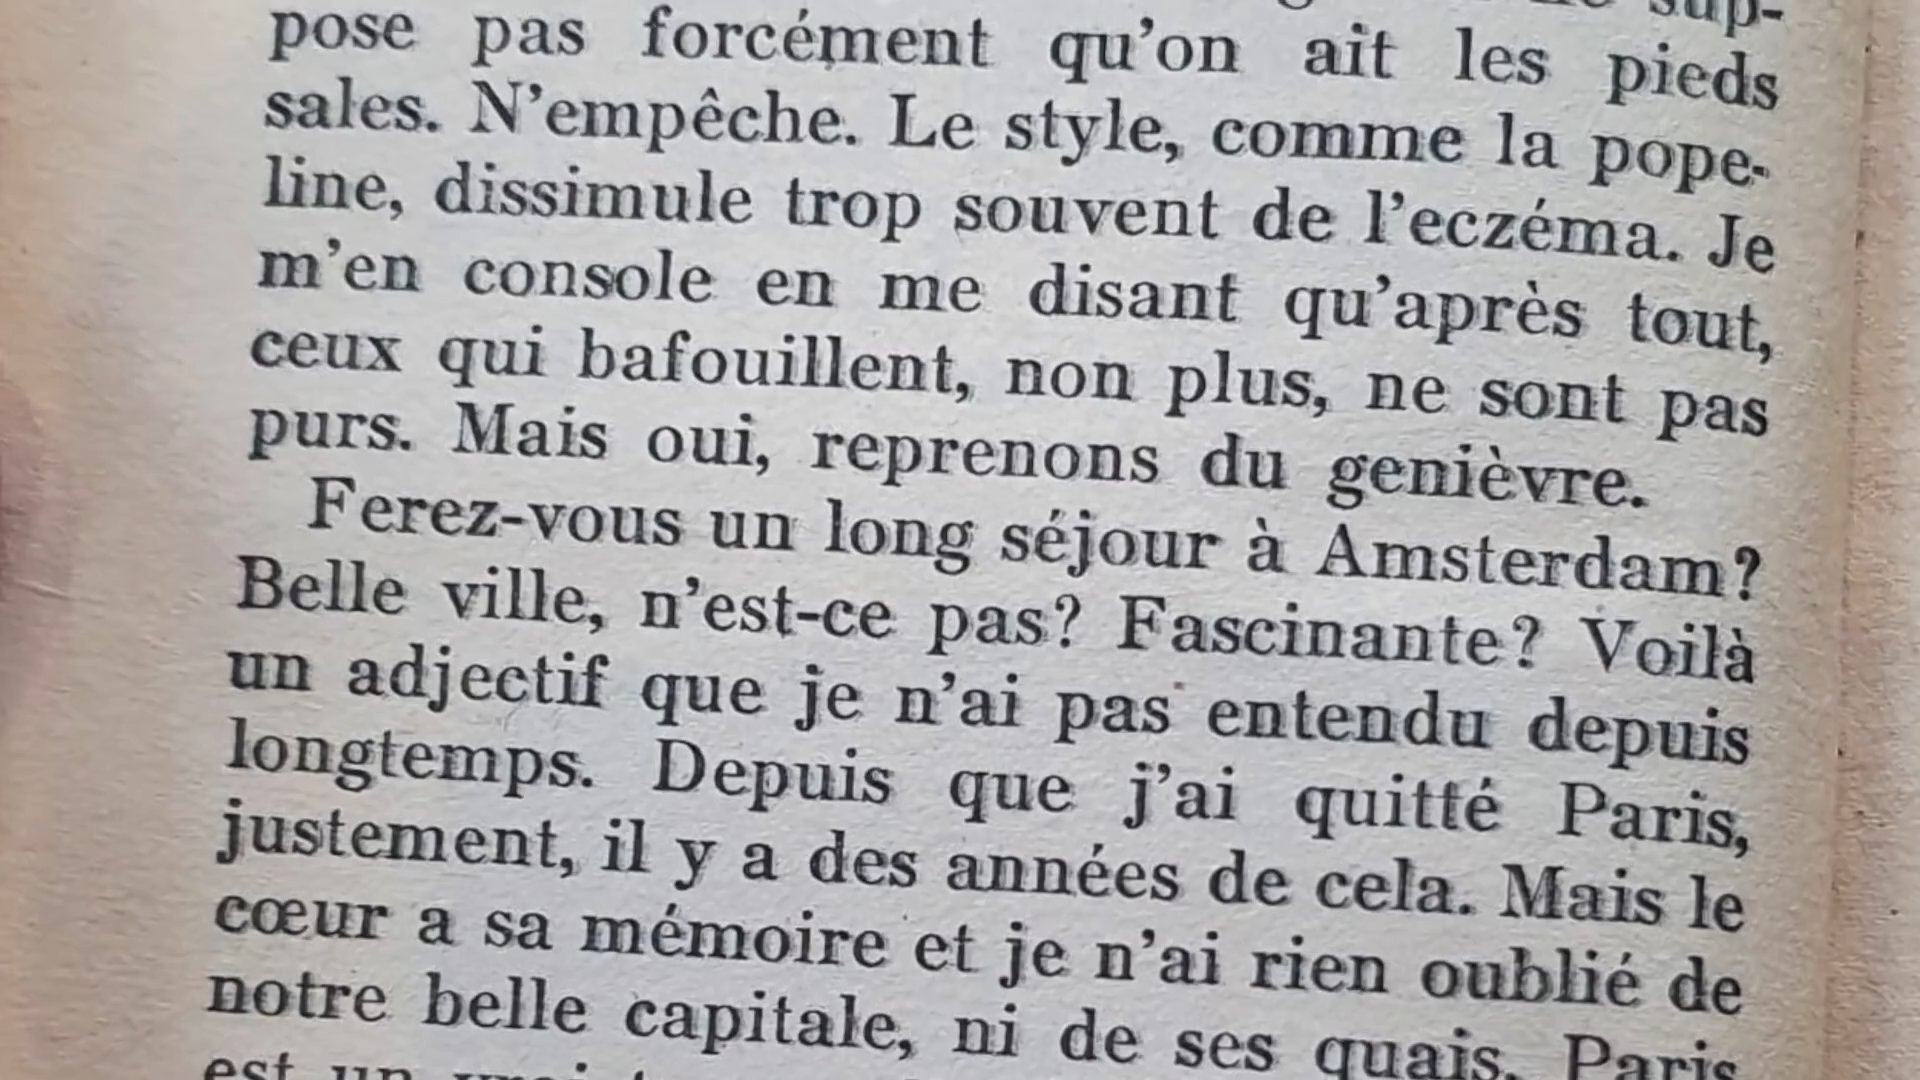 sup-
pose pas forcément qu'on ait les pieds
sales. N'empêche. Le style, comme la pope-
line, dissimule trop souvent de l'eczéma. Je
m'en console en me disant qu'après tout,
ceux qui bafouillent, non plus, ne sont pas
purs. Mais oui, reprenons du genièvre.
Ferez-vous un long séjour à Amsterdam?
Belle ville, n'est-ce pas? Fascinante? Voilà
un adjectif que je n'ai pas entendu depuis
longtemps. Depuis que j'ai quitté Paris,
justement, il y a des années de cela. Mais le
cœur a sa mémoire et je n'ai rien oublié de
notre belle capitale, ni de ses quais. Paris
est un vrai